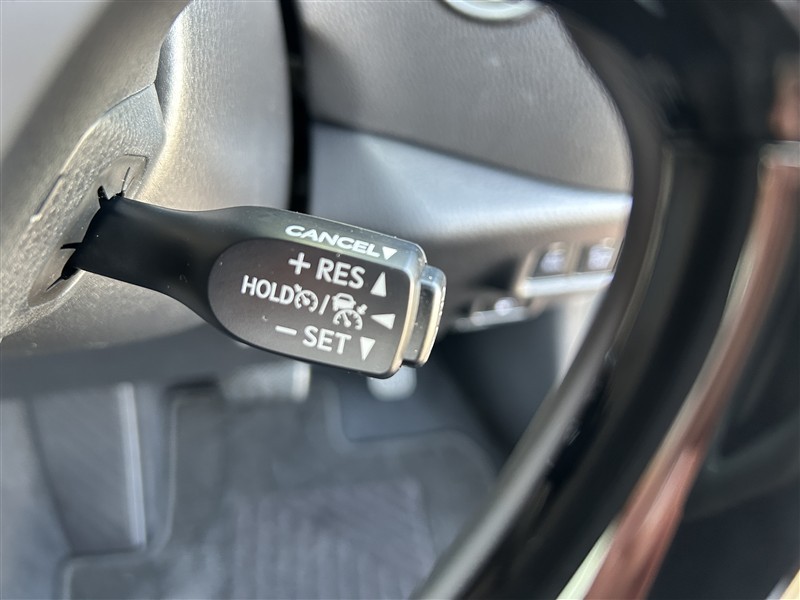 CANCEL▼
+ RES ▲
HOLD / ◀
− SET ▼